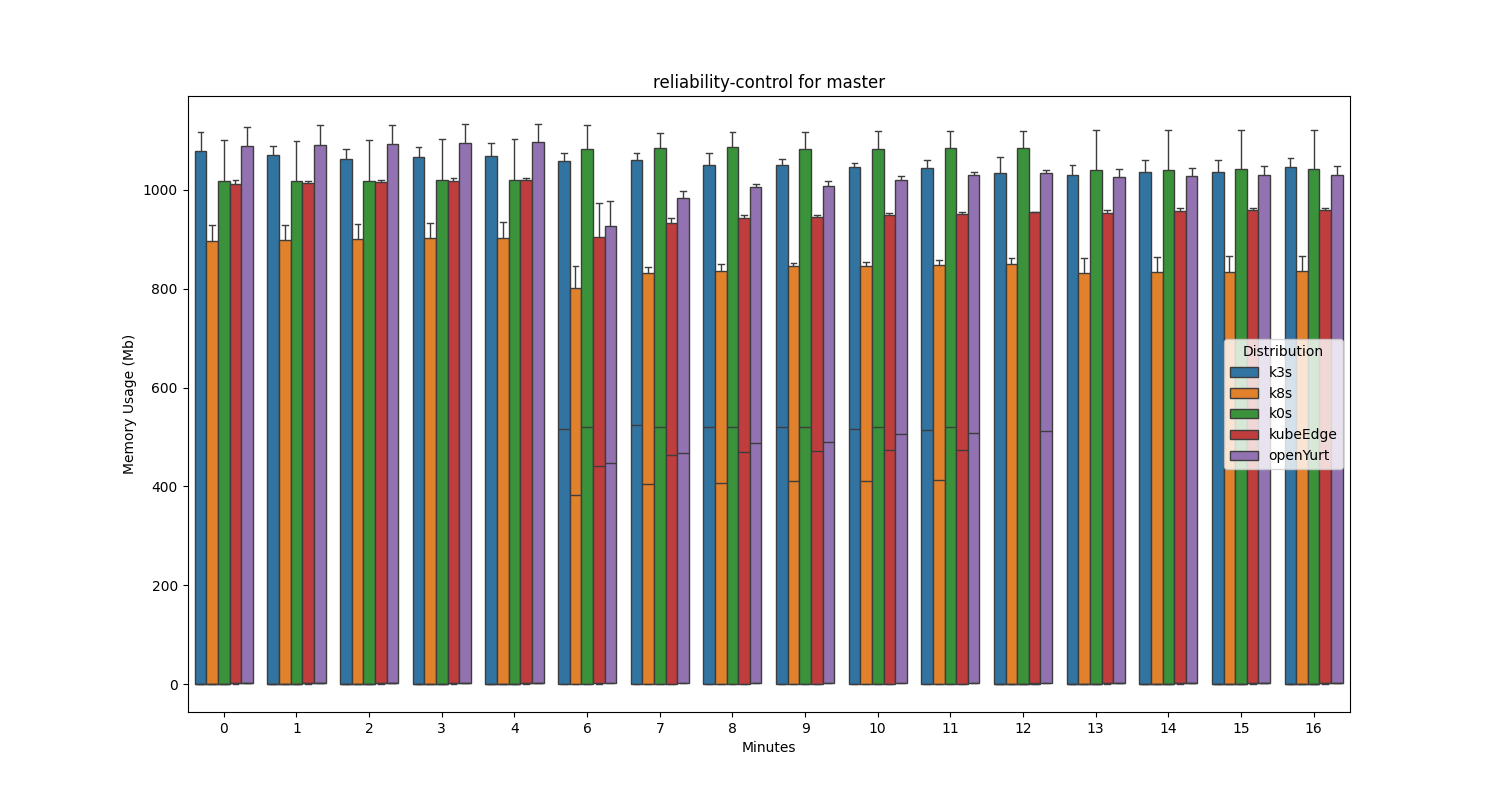 reliability-control for master
Memory Usage (Mb)
1000
800
600
400
200
0
Distribution
k3s
k8s
k0s
kubeEdge
openYurt
0 1 2 3 4 6 7 8 9 10 11 12 13 14 15 16
Minutes